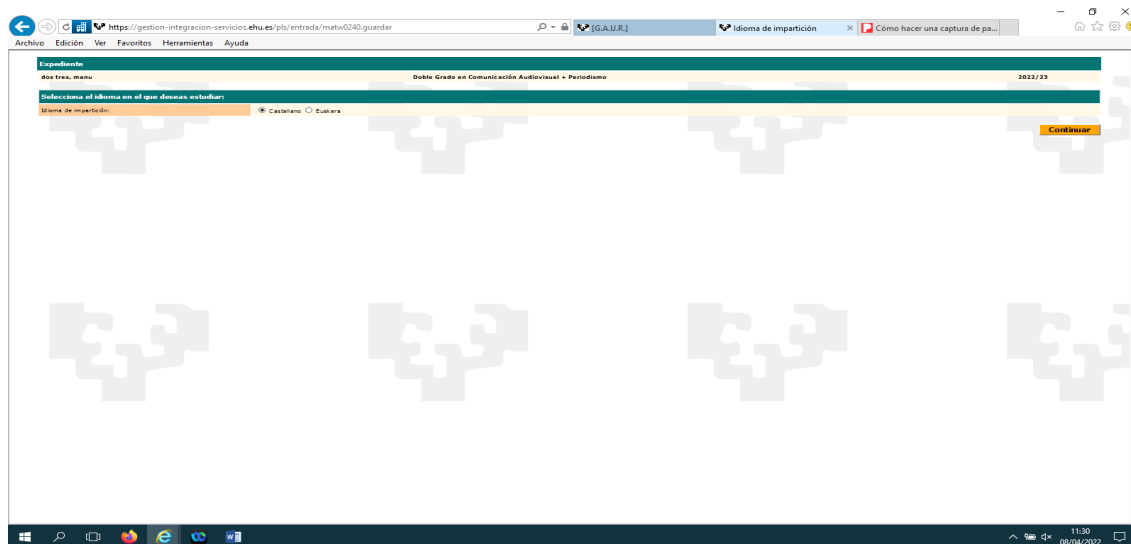 https://gestion-integracion-servicios.ehu.es/pls/entrada/matw0240.guardar
[G.A.U.R.]
Idioma de impartición
Cómo hacer una captura de pa...
Archivo Edición Ver Favoritos Herramientas Ayuda
Expediente
dos tres, manu Doble Grado en Comunicación Audiovisual + Periodismo 2022/23
Selecciona el idioma en el que deseas estudiar:
Idioma de impartición: Castellano Euskera
Continuar
11:30
08/04/2022